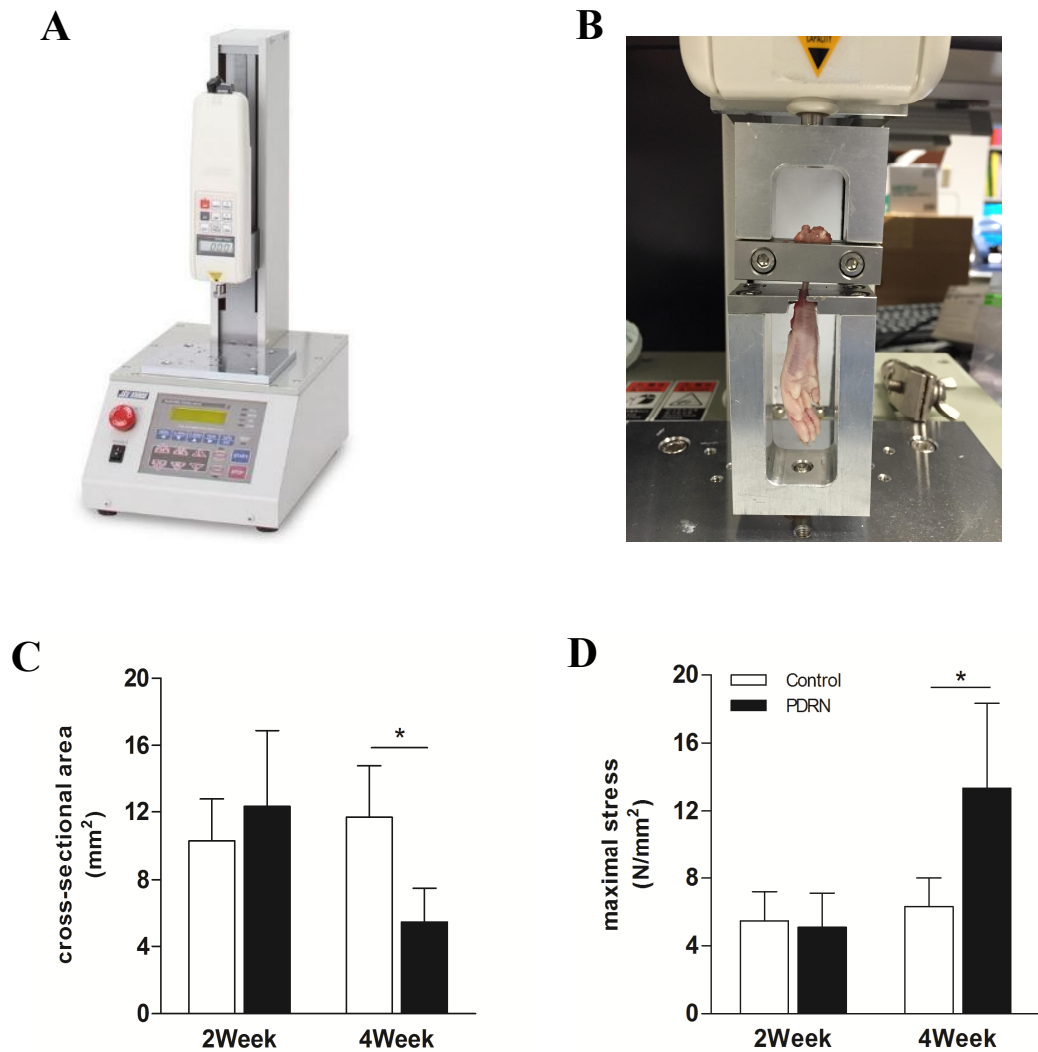 A
B
CAPACITY
C
20
16
12
8
4
0
cross-sectional area
(mm²)
*
2Week
4Week
D
20
16
12
8
4
0
maximal stress
(N/mm²)
Control
PDRN
*
2Week
4Week